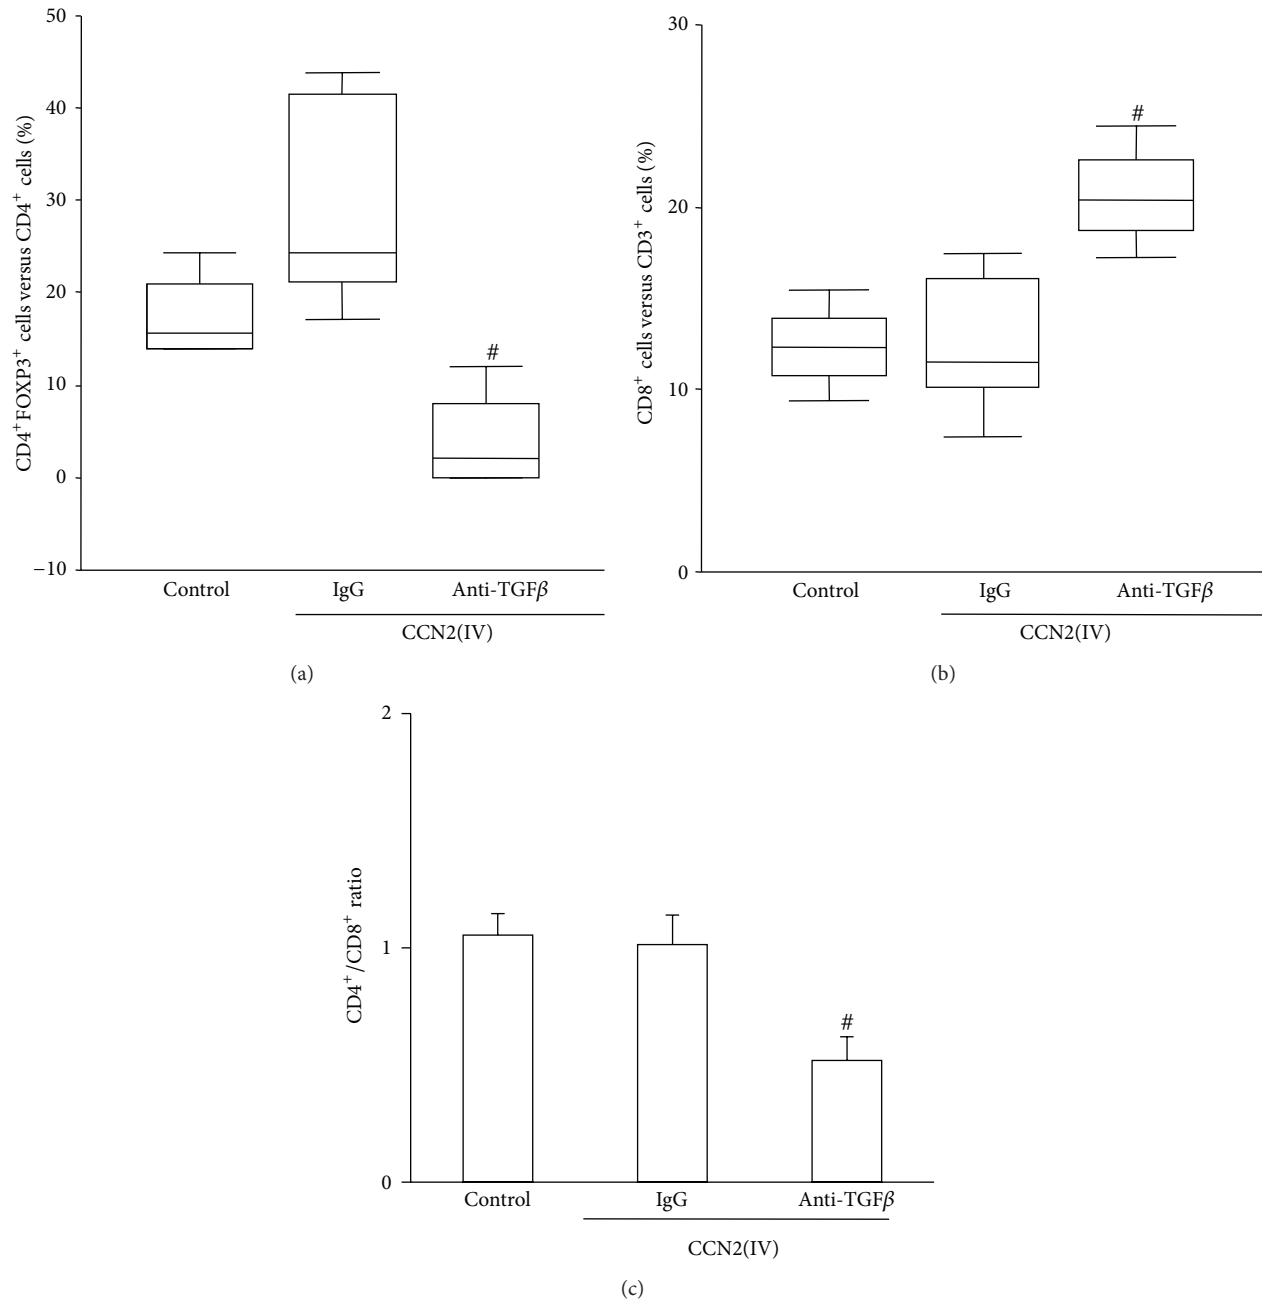 50
40
30
20
10
0
−10
CD4⁺FOXP3⁺ cells versus CD4⁺ cells (%)
#
Control
IgG
Anti-TGFβ
CCN2(IV)
(a)
30
20
10
0
CD8⁺ cells versus CD3⁺ cells (%)
#
Control
IgG
Anti-TGFβ
CCN2(IV)
(b)
2
1
0
CD4⁺/CD8⁺ ratio
#
Control
IgG
Anti-TGFβ
CCN2(IV)
(c)